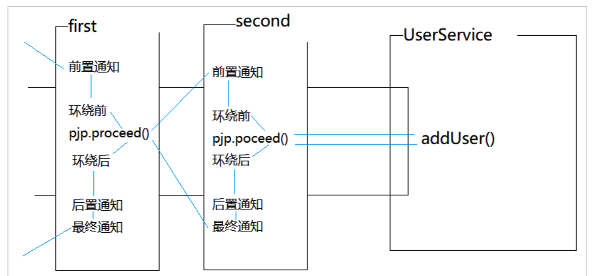 first
前置通知
环绕前
pjp.proceed()
环绕后
后置通知
最终通知
second
前置通知
环绕前
pjp.poceed()
环绕后
后置通知
最终通知
UserService
addUser()